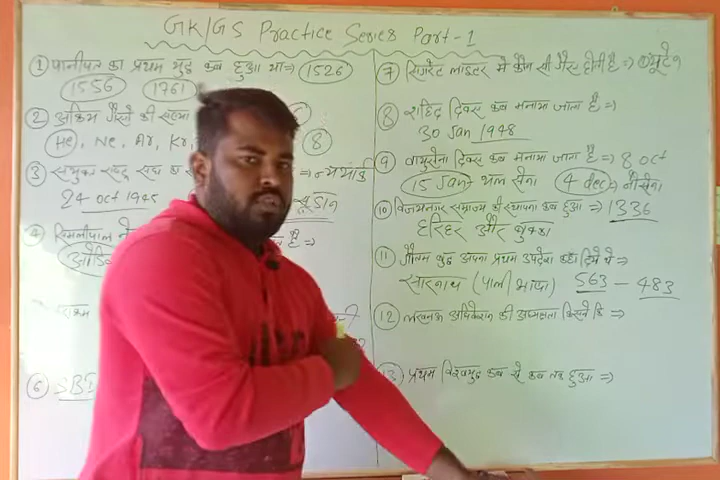 GK/GS Practice Series Part-1
① पानीपत का प्रथम युद्ध कब हुआ था ⇒ 1526
1556 1761
② अक्रिय गैसों की संख्या
He, Ne, Ar, Kr, 8
③ संयुक्त राष्ट्र ⇒ न्यूयॉर्क
24 oct 1945 सूडान
④ सिमलीपाल ने है ⇒
⑥ SBI
⑦ सिगरेट लाइटर में कौन सी गैस होती है ⇒ ब्यूटेन
⑧ शहिद दिवस कब मनाया जाता है ⇒
30 Jan 1948
⑨ वायुसेना दिवस कब मनाया जाता है ⇒ 8 oct
15 Jan ⇒ थल सेना 4 dec ⇒ नौसेना
⑩ विजयनगर समाज्य की स्थापना कब हुआ ⇒ 1336
हरिहर और बुक्का
⑪ गौतम बुद्ध अपना प्रथम उपदेश कहा दिये थे ⇒
सारनाथ (पाली भाषा) 563 - 483
⑫ लखनऊ अधिवेशन की अध्यक्षता किसने कि ⇒
⑬ प्रथम विश्वयुद्ध कब से कब तक हुआ ⇒